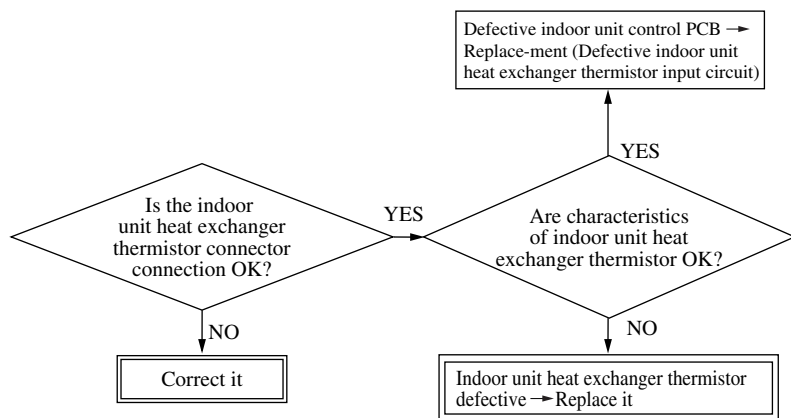 Defective indoor unit control PCB →
Replace-ment (Defective indoor unit
heat exchanger thermistor input circuit)
YES
Is the indoor
unit heat exchanger
thermistor connector
connection OK?
YES
Are characteristics
of indoor unit heat
exchanger thermistor OK?
NO
Correct it
NO
Indoor unit heat exchanger thermistor
defective → Replace it